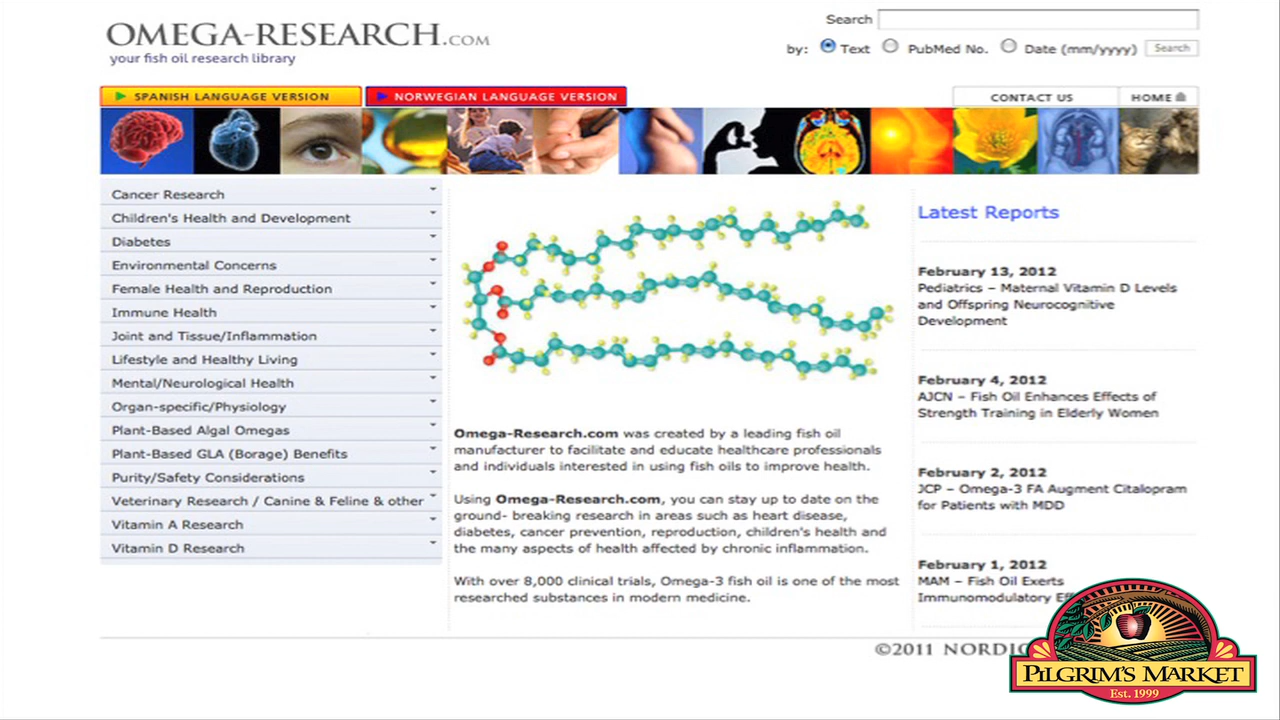 OMEGA-RESEARCH.COM
your fish oil research library
Search
by: Text PubMed No. Date (mm/yyyy) Search
SPANISH LANGUAGE VERSION
NORWEGIAN LANGUAGE VERSION
CONTACT US
HOME
Cancer Research
Children's Health and Development
Diabetes
Environmental Concerns
Female Health and Reproduction
Immune Health
Joint and Tissue/Inflammation
Lifestyle and Healthy Living
Mental/Neurological Health
Organ-specific/Physiology
Plant-Based Algal Omegas
Plant-Based GLA (Borage) Benefits
Purity/Safety Considerations
Veterinary Research / Canine & Feline & other
Vitamin A Research
Vitamin D Research
Omega-Research.com was created by a leading fish oil
manufacturer to facilitate and educate healthcare professionals
and individuals interested in using fish oils to improve health.
Using Omega-Research.com, you can stay up to date on the
ground- breaking research in areas such as heart disease,
diabetes, cancer prevention, reproduction, children's health and
the many aspects of health affected by chronic inflammation.
With over 8,000 clinical trials, Omega-3 fish oil is one of the most
researched substances in modern medicine.
Latest Reports
February 13, 2012
Pediatrics – Maternal Vitamin D Levels
and Offspring Neurocognitive
Development
February 4, 2012
AJCN – Fish Oil Enhances Effects of
Strength Training in Elderly Women
February 2, 2012
JCP – Omega-3 FA Augment Citalopram
for Patients with MDD
February 1, 2012
MAM – Fish Oil Exerts
Immunomodulatory
©2011
PILGRIM'S MARKET
Est. 1999